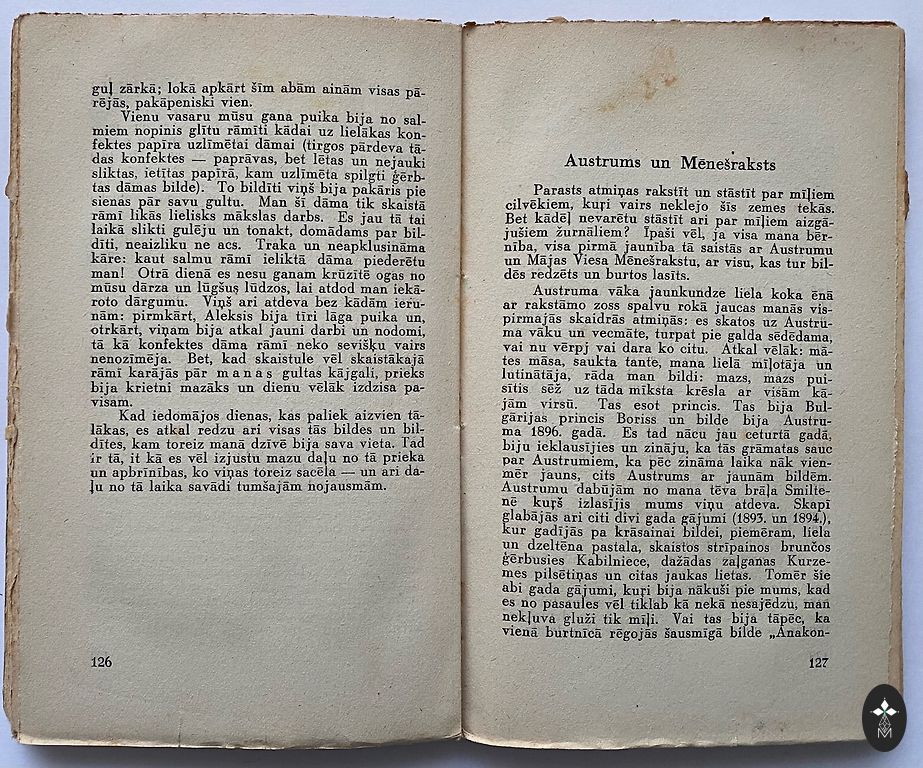 guļ zārkā; lokā apkārt šīm abām ainām visas pā-
rējās, pakāpeniski vien.
Vienu vasaru mūsu gana puika bija no sal-
miem nopinis glītu rāmīti kādai uz lielākas kon-
fektes papīra uzlīmētai dāmai (tirgos pārdeva tā-
das konfektes — paprāvas, bet lētas un nejauki
sliktas, ietītas papīrā, kam uzlīmēta spilgti ģērb-
tas dāmas bilde). To bildīti viņš bija pakāris pie
sienas pār savu gultu. Man šī dāma tik skaistā
rāmī likās lielisks mākslas darbs. Es jau tā tai
laikā slikti gulēju un tonakt, domādams par bil-
dīti, neaizliku ne acs. Traka un neapklusināma
kāre: kaut salmu rāmī ieliktā dāma piederētu
man! Otrā dienā es nesu ganam krūzītē ogas no
mūsu dārza un lūgšus lūdzos, lai atdod man iekā-
roto dārgumu. Viņš arī atdeva bez kādām ieru-
nām: pirmkārt, Aleksis bija tīri lāga puika un,
otrkārt, viņam bija atkal jauni darbi un nodomi,
tā kā konfektes dāma rāmī neko sevišķu vairs
nenozīmēja. Bet, kad skaistule vēl skaistākajā
rāmī karājās pār manas gultas kājgali, prieks
bija krietni mazāks un dienu vēlāk izdzisa pa-
visam.
Kad iedomājos dienas, kas paliek aizvien tā-
lākas, es atkal redzu ari visas tās bildes un bil-
dītes, kam toreiz manā dzīvē bija sava vieta. Tad
ir tā, it kā es vēl izjustu mazu daļu no tā prieka
un apbrīnības, ko viņas toreiz sacēla — un ari da-
ļu no tā laika savādi tumšajām nojausmām.
126
Austrums un Mēnešraksts
Parasts atmiņas rakstīt un stāstīt par mīļiem
cilvēkiem, kuŗi vairs neklejo šīs zemes tekās.
Bet kādēļ nevarētu stāstīt ari par mīļiem aizgā-
jušiem žurnāliem? Īpaši vēl, ja visa mana bēr-
nība, visa pirmā jaunība tā saistās ar Austrumu
un Mājas Viesa Mēnešrakstu, ar visu, kas tur bil-
dēs redzēts un burtos lasīts.
Austruma vāka jaunkundze liela koka ēnā
ar rakstāmo zoss spalvu rokā jaucas manās vis-
pirmajās skaidrās atmiņās: es skatos uz Austru-
ma vāku un vecmāte, turpat pie galda sēdēdama,
vai nu vērpj vai dara ko citu. Atkal vēlāk: mā-
tes māsa, saukta tante, mana lielā mīļotāja un
lutinātāja, rāda man bildi: mazs, mazs pui-
sītis sēž uz tāda mīksta krēsla ar visām kā-
jām virsū. Tas esot princis. Tas bija Bul-
gārijas princis Boriss un bilde bija Austru-
ma 1896. gadā. Es tad nācu jau ceturtā gadā,
biju ieklausījies un zināju, ka tās grāmatas sauc
par Austrumiem, ka pēc zināma laika nāk vien-
mēr jauns, cits Austrums ar jaunām bildēm.
Austrumu dabūjām no mana tēva brāļa Smilte-
nē kuŗš izlasījis mums viņu atdeva. Skapī
glabājās ari citi divi gada gājumi (1893. un 1894.),
kur gadījās pa krāsainai bildei, piemēram, liela
un dzeltēna pastala, skaistos strīpainos brunčos
ģērbusies Kabilniece, dažādas zaļganas Kurze-
mes pilsētiņas un citas jaukas lietas. Tomēr šie
abi gada gājumi, kuŗi bija nākuši pie mums, kad
es no pasaules vēl tiklab kā nekā nesajēdzu, man
nekļuva gluži tik mīļi. Vai tas bija tāpēc, ka
vienā burtnīcā rēgojās šausmīgā bilde „Anakon-
127